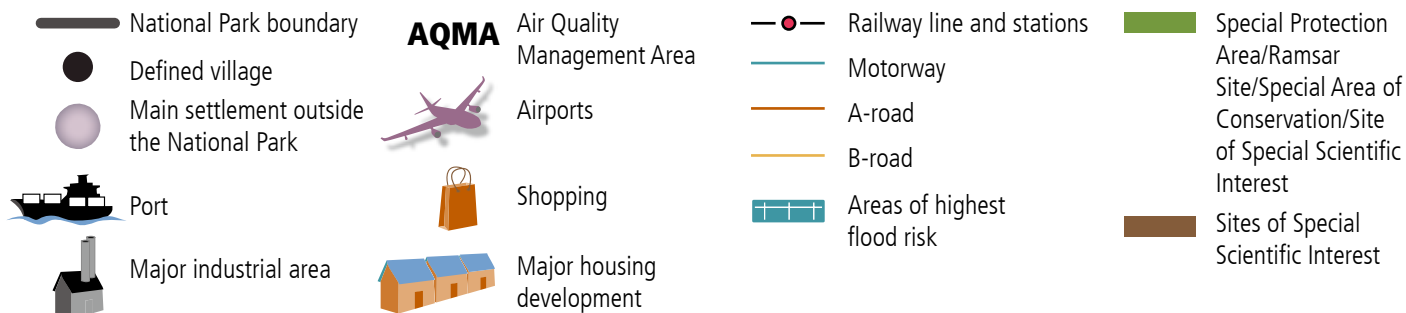 National Park boundary
Defined village
Main settlement outside
the National Park
Port
Major industrial area
AQMA
Air Quality
Management Area
Airports
Shopping
Major housing
development
Railway line and stations
Motorway
A-road
B-road
Areas of highest
flood risk
Special Protection
Area/Ramsar
Site/Special Area of
Conservation/Site
of Special Scientific
Interest
Sites of Special
Scientific Interest